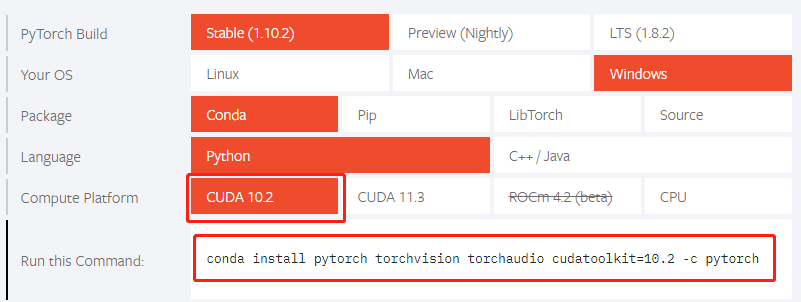 PyTorch Build Stable (1.10.2) Preview (Nightly) LTS (1.8.2)
Your OS Linux Mac Windows
Package Conda Pip LibTorch Source
Language Python C++ / Java
Compute Platform CUDA 10.2 CUDA 11.3 ROCm 4.2 (beta) CPU
Run this Command: conda install pytorch torchvision torchaudio cudatoolkit=10.2 -c pytorch